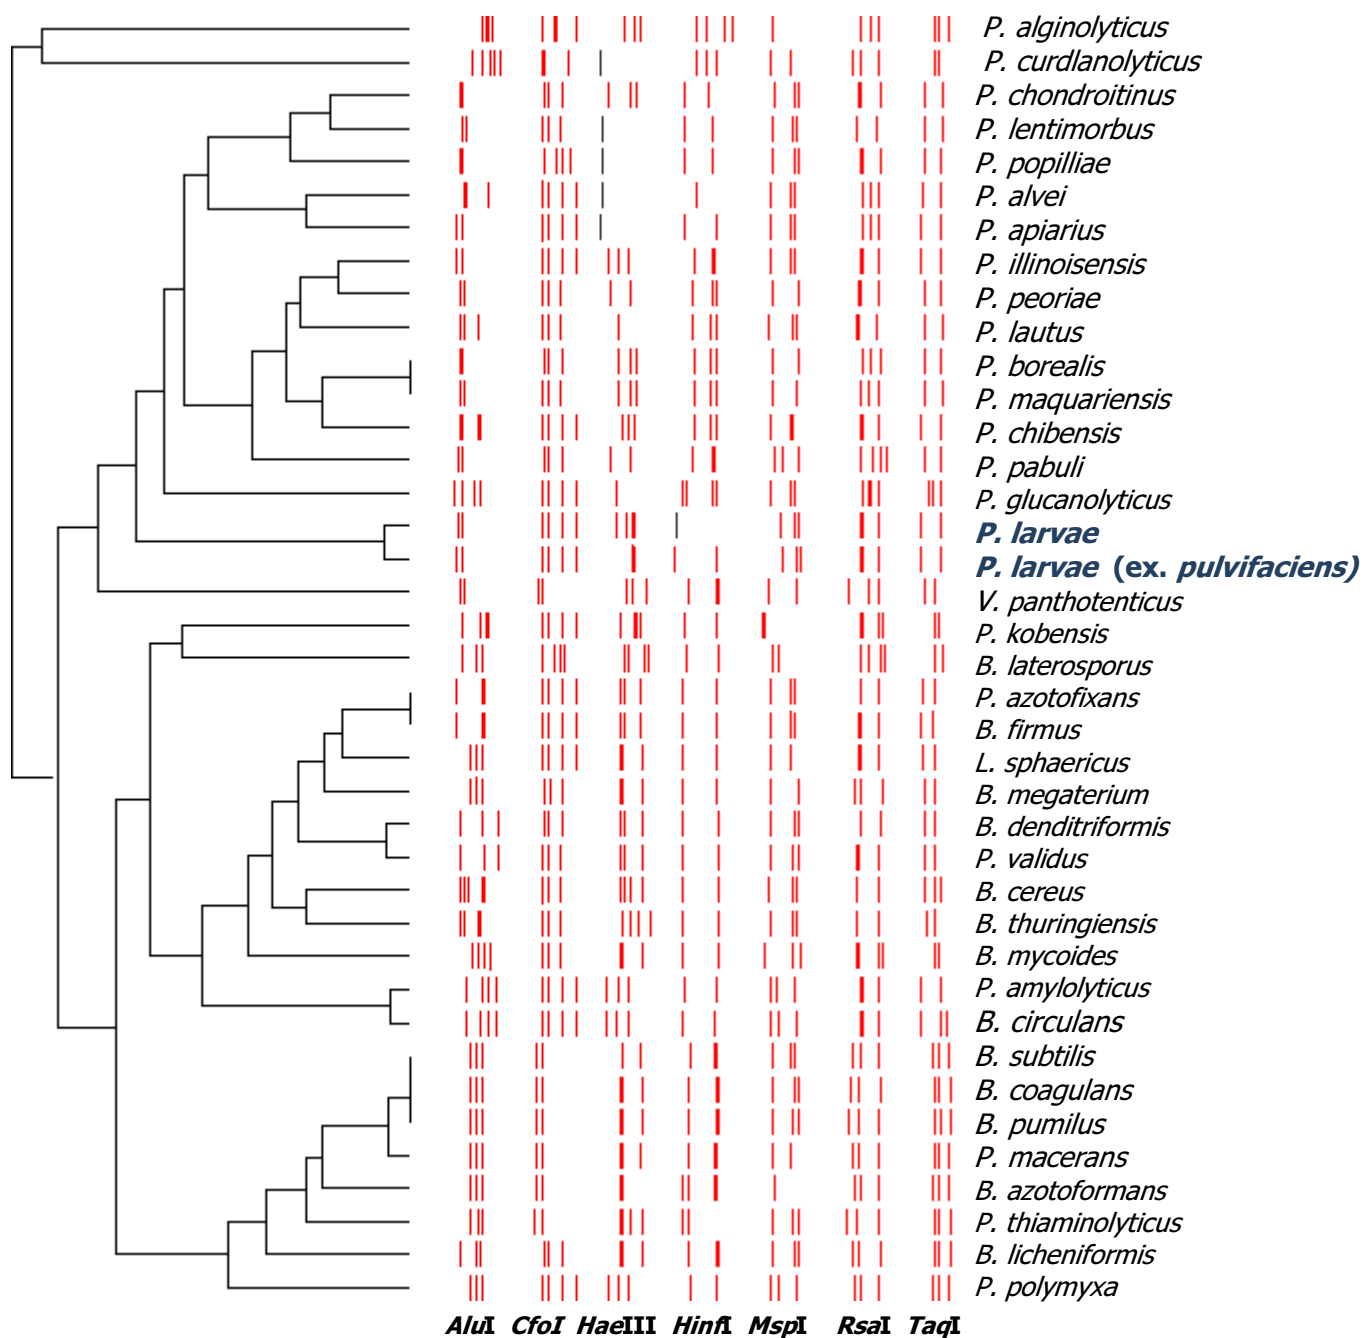 P. alginolyticus
P. curdlanolyticus
P. chondroitinus
P. lentimorbus
P. popilliae
P. alvei
P. apiarius
P. illinoisensis
P. peoriae
P. lautus
P. borealis
P. maquariensis
P. chibensis
P. pabuli
P. glucanolyticus
P. larvae
P. larvae (ex. pulvifaciens)
V. panthotenticus
P. kobensis
B. laterosporus
P. azotofixans
B. firmus
L. sphaericus
B. megaterium
B. denditriformis
P. validus
B. cereus
B. thuringiensis
B. mycoides
P. amylolyticus
B. circulans
B. subtilis
B. coagulans
B. pumilus
P. macerans
B. azotoformans
P. thiaminolyticus
B. licheniformis
P. polymyxa
AluI CfoI HaeIII HinfI MspI RsaI TaqI